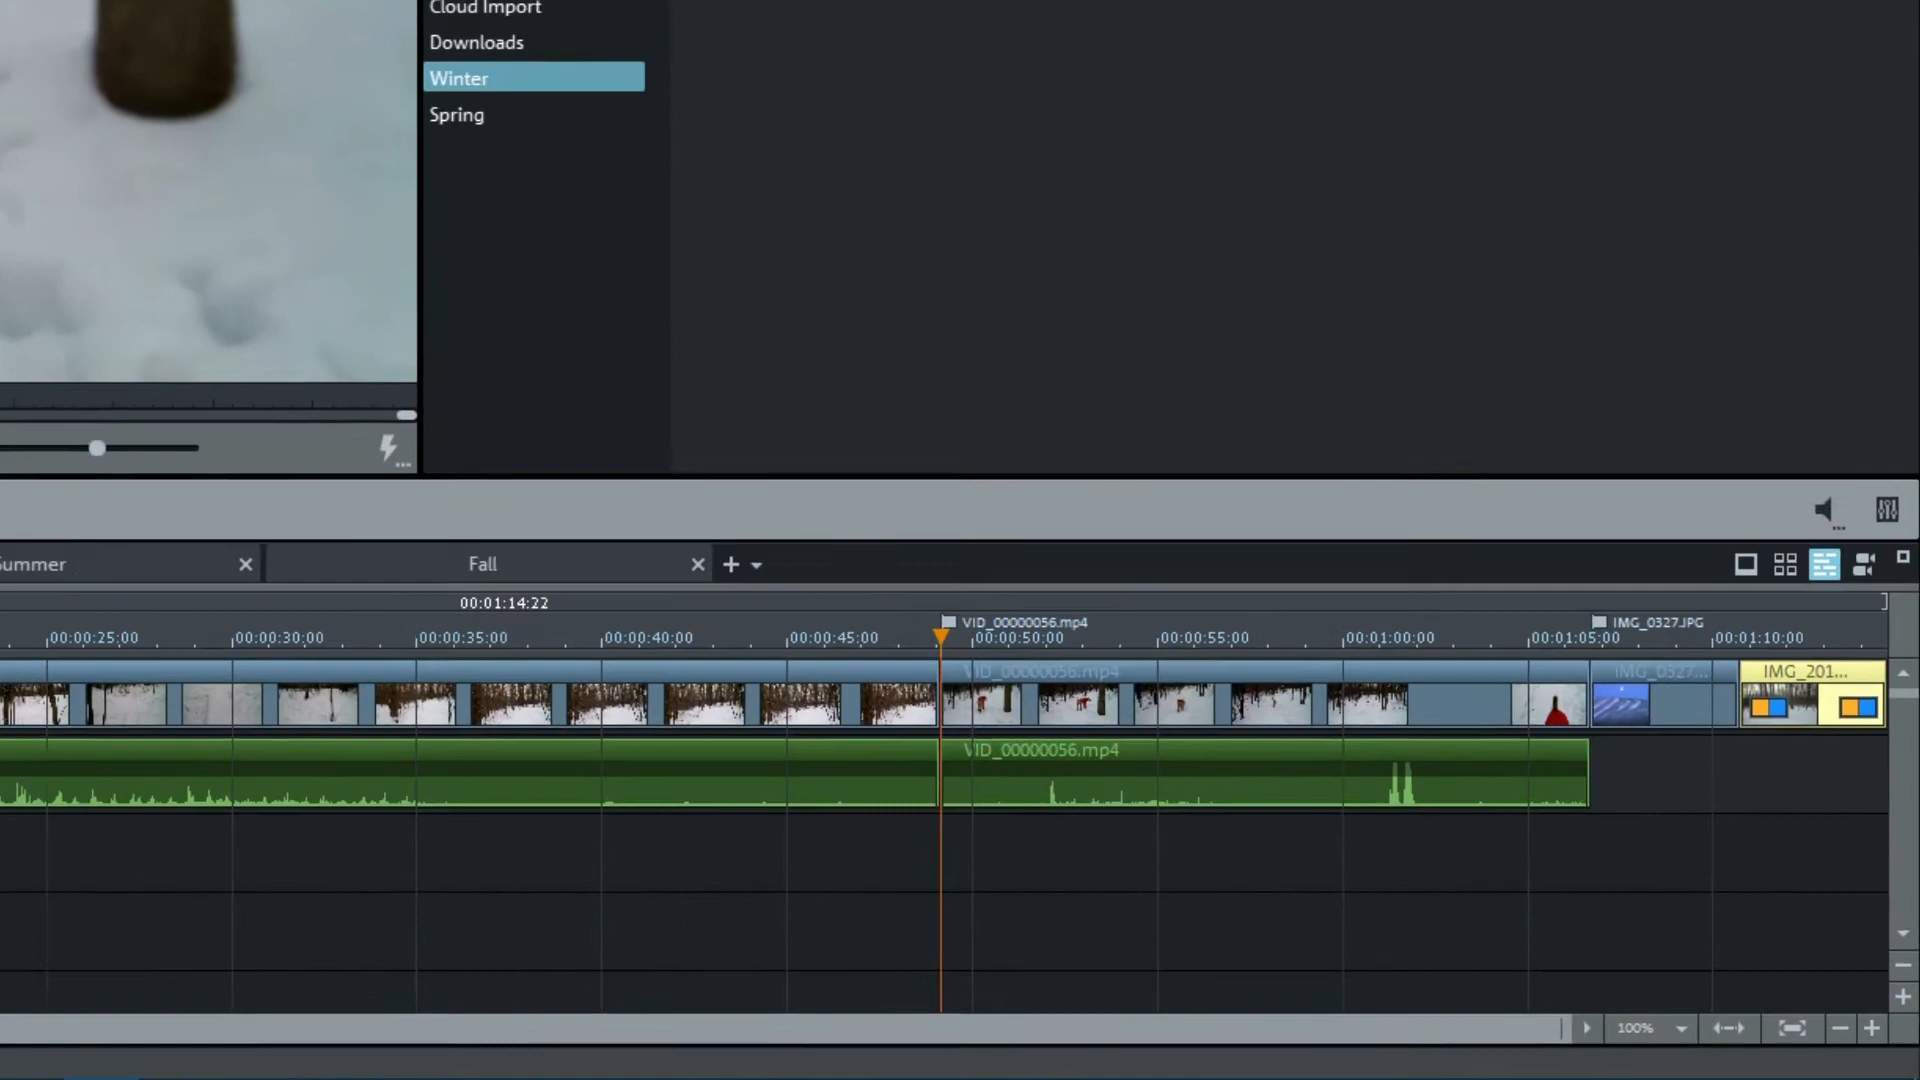 Cloud Import
Downloads
Winter
Spring
Summer
Fall
00:01:14:22
VID_00000056.mp4
IMG_0327.JPG
00:00:25:00
00:00:30:00
00:00:35:00
00:00:40:00
00:00:45:00
00:00:50:00
00:00:55:00
00:01:00:00
00:01:05:00
00:01:10:00
VID_00000056.mp4
IMG_0327...
IMG_201...
VID_00000056.mp4
100%